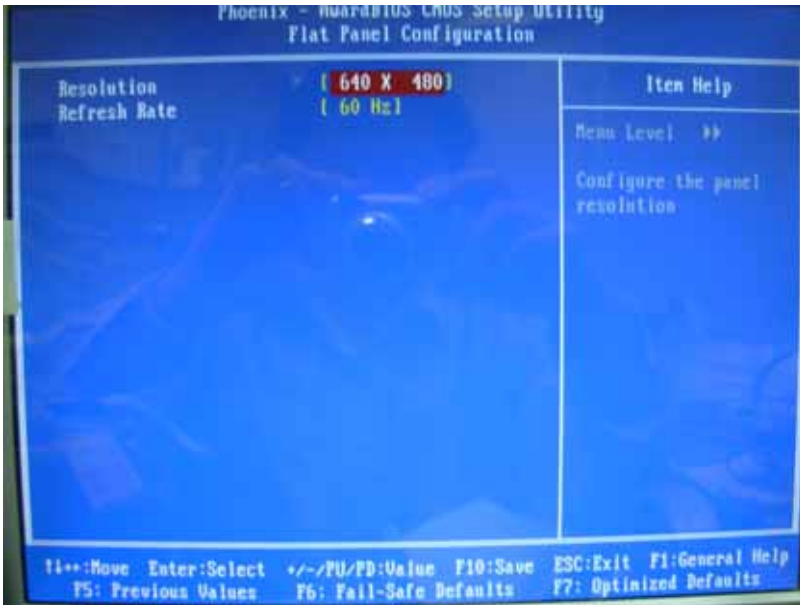 Phoenix - AwardBIOS CMOS Setup Utility
Flat Panel Configuration
Resolution [ 640 X 480]
Refresh Rate [ 60 Hz]
Item Help
Menu Level ▸▸
Configure the panel
resolution
↑↓→←:Move Enter:Select +/-/PU/PD:Value F10:Save ESC:Exit F1:General Help
F5: Previous Values F6: Fail-Safe Defaults F7: Optimized Defaults